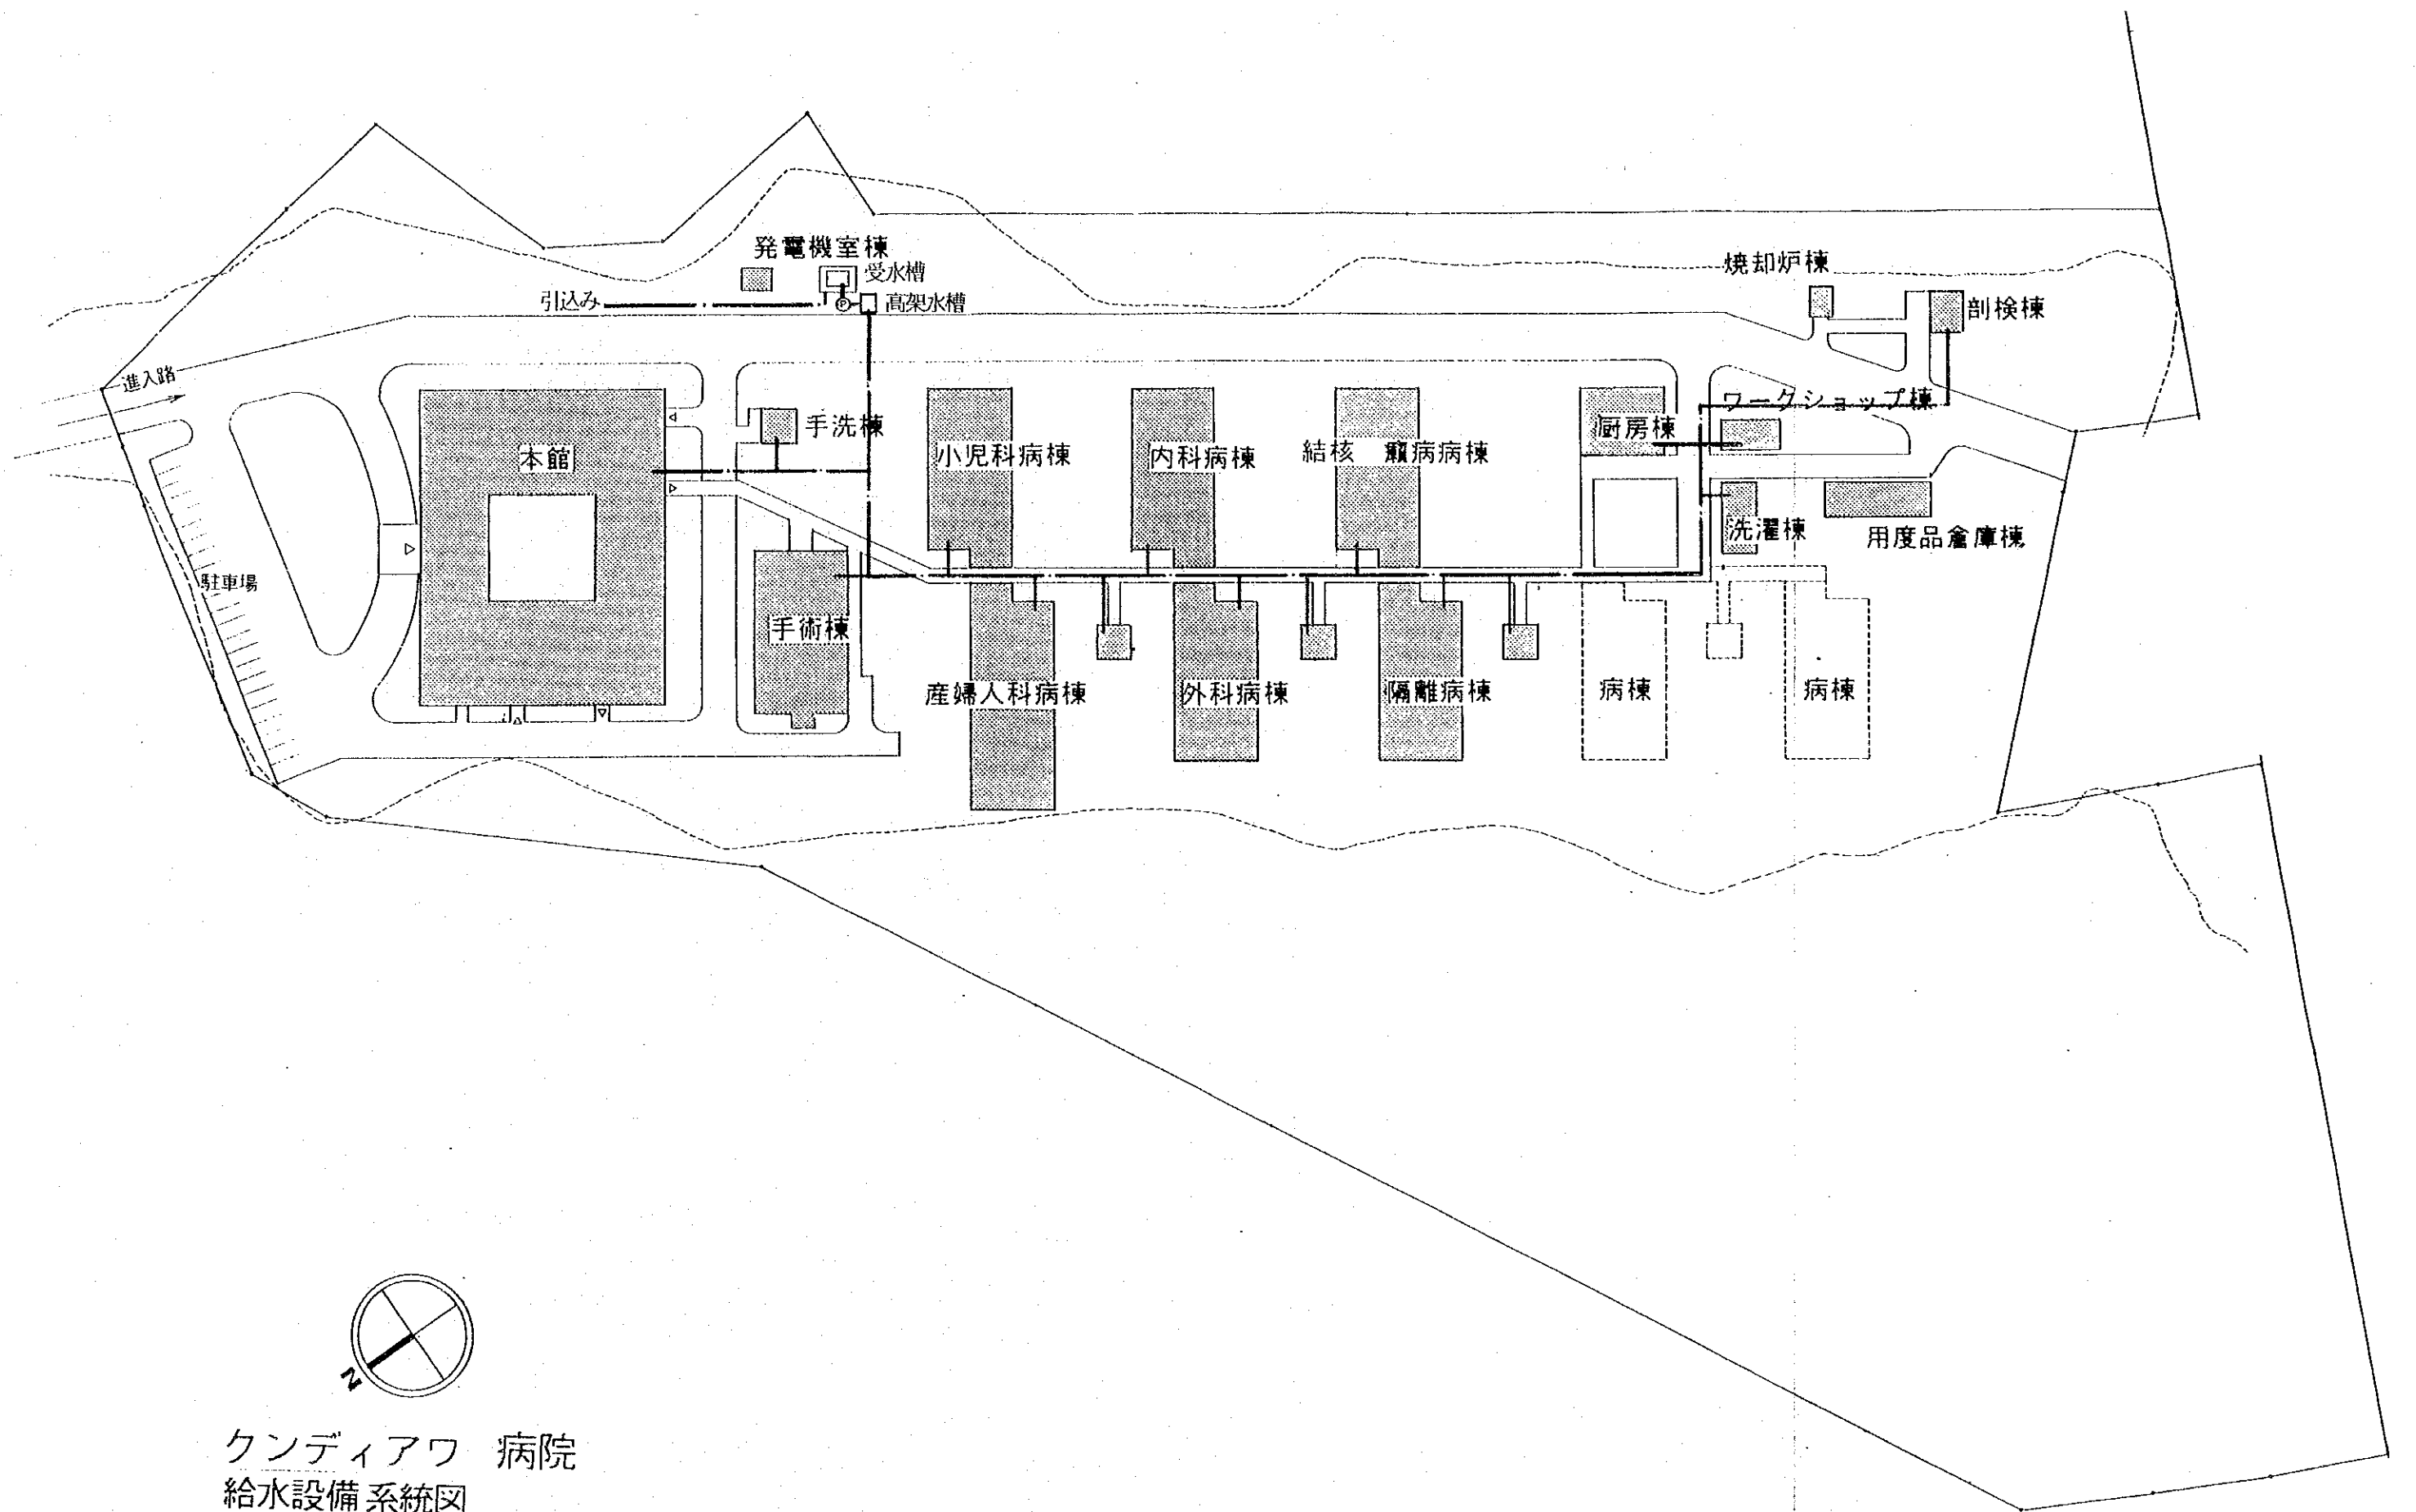 発電機室棟
受水槽
引込み
P
高架水槽
焼却炉棟
剖検棟
進入路
ワークショップ棟
手洗棟
本館
小児科病棟
内科病棟
結核 癩病病棟
厨房棟
洗濯棟
用度品倉庫棟
駐車場
手術棟
産婦人科病棟
外科病棟
隔離病棟
病棟
病棟
N
クンディアワ 病院
給水設備系統図